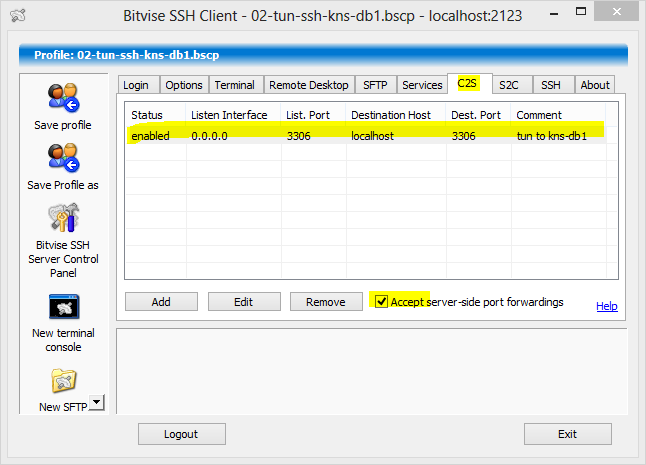 Bitvise SSH Client - 02-tun-ssh-kns-db1.bscp - localhost:2123
Profile: 02-tun-ssh-kns-db1.bscp
Save profile
Save Profile as
Bitvise SSH
Server Control
Panel
New terminal
console
New SFTP
Login Options Terminal Remote Desktop SFTP Services C2S S2C SSH About
Status Listen Interface List. Port Destination Host Dest. Port Comment
enabled 0.0.0.0 3306 localhost 3306 tun to kns-db1
Add Edit Remove Accept server-side port forwardings
Help
Logout Exit